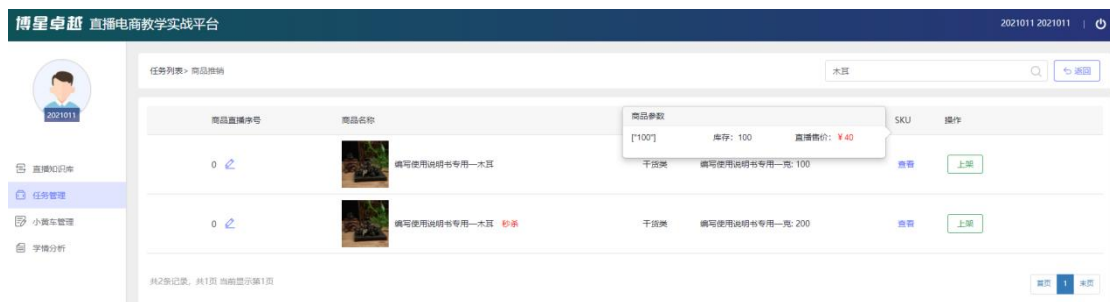 博星卓越 直播电商教学实战平台
2021011 2021011
2021011
任务列表> 商品推销
木耳
返回
商品直播序号 商品名称 SKU 操作
商品参数
["100"] 库存: 100 直播售价: ¥ 40
0 编写使用说明书专用—木耳 干货类 编写使用说明书专用—克: 100 查看 上架
0 编写使用说明书专用—木耳 秒杀 干货类 编写使用说明书专用—克: 200 查看 上架
直播知识库
任务管理
小黄车管理
学情分析
共2条记录，共1页 当前显示第1页
首页 1 末页